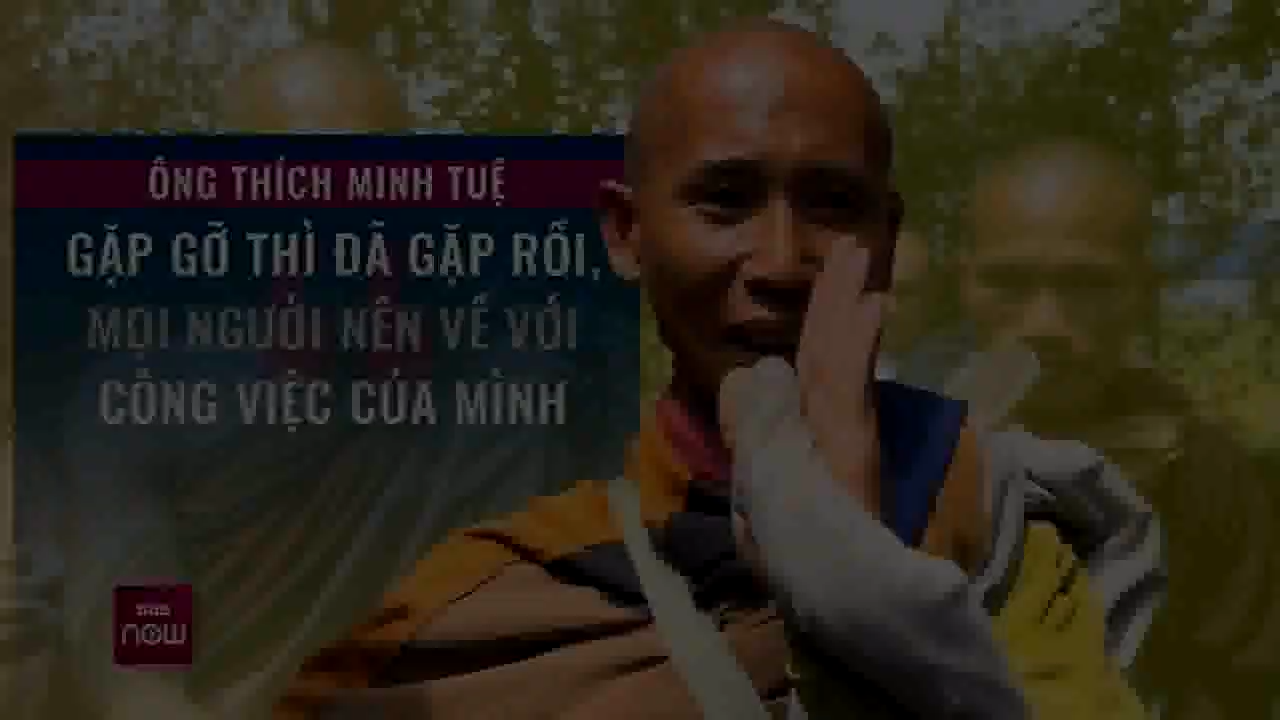 ÔNG THÍCH MINH TUỆ
GẶP GỠ THÌ ĐÃ GẶP RỒI,
MỌI NGƯỜI NÊN VỀ VỚI
CÔNG VIỆC CỦA MÌNH
now